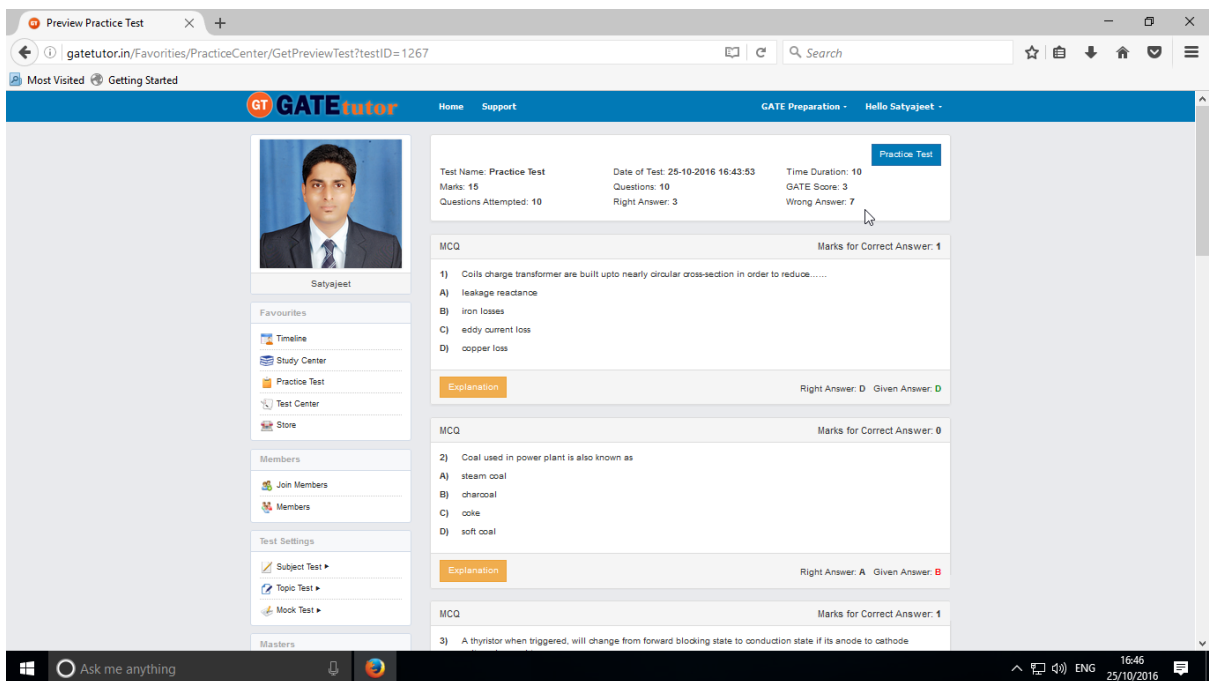 Preview Practice Test
gatetutor.in/Favorities/PracticeCenter/GetPreviewTest?testID=1267
Search
Most Visited Getting Started
GT GATEtutor Home Support GATE Preparation Hello Satyajeet
Satyajeet
Favourites
Timeline
Study Center
Practice Test
Test Center
Store
Members
Join Members
Members
Test Settings
Subject Test
Topic Test
Mock Test
Masters
Practice Test
Test Name: Practice Test Date of Test: 25-10-2016 16:43:53 Time Duration: 10
Marks: 15 Questions: 10 GATE Score: 3
Questions Attempted: 10 Right Answer: 3 Wrong Answer: 7
MCQ Marks for Correct Answer: 1
1) Coils charge transformer are built upto nearly circular cross-section in order to reduce......
A) leakage reactance
B) iron losses
C) eddy current loss
D) copper loss
Explanation Right Answer: D Given Answer: D
MCQ Marks for Correct Answer: 0
2) Coal used in power plant is also known as
A) steam coal
B) charcoal
C) coke
D) soft coal
Explanation Right Answer: A Given Answer: B
MCQ Marks for Correct Answer: 1
3) A thyristor when triggered, will change from forward blocking state to conduction state if its anode to cathode
Ask me anything
ENG 16:46
25/10/2016